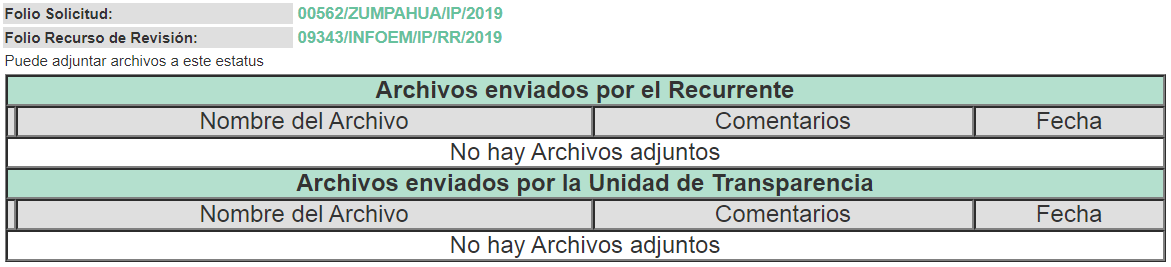 Folio Solicitud: 00562/ZUMPAHUA/IP/2019
Folio Recurso de Revisión: 09343/INFOEM/IP/RR/2019
Puede adjuntar archivos a este estatus
Archivos enviados por el Recurrente
Nombre del Archivo Comentarios Fecha
No hay Archivos adjuntos
Archivos enviados por la Unidad de Transparencia
Nombre del Archivo Comentarios Fecha
No hay Archivos adjuntos